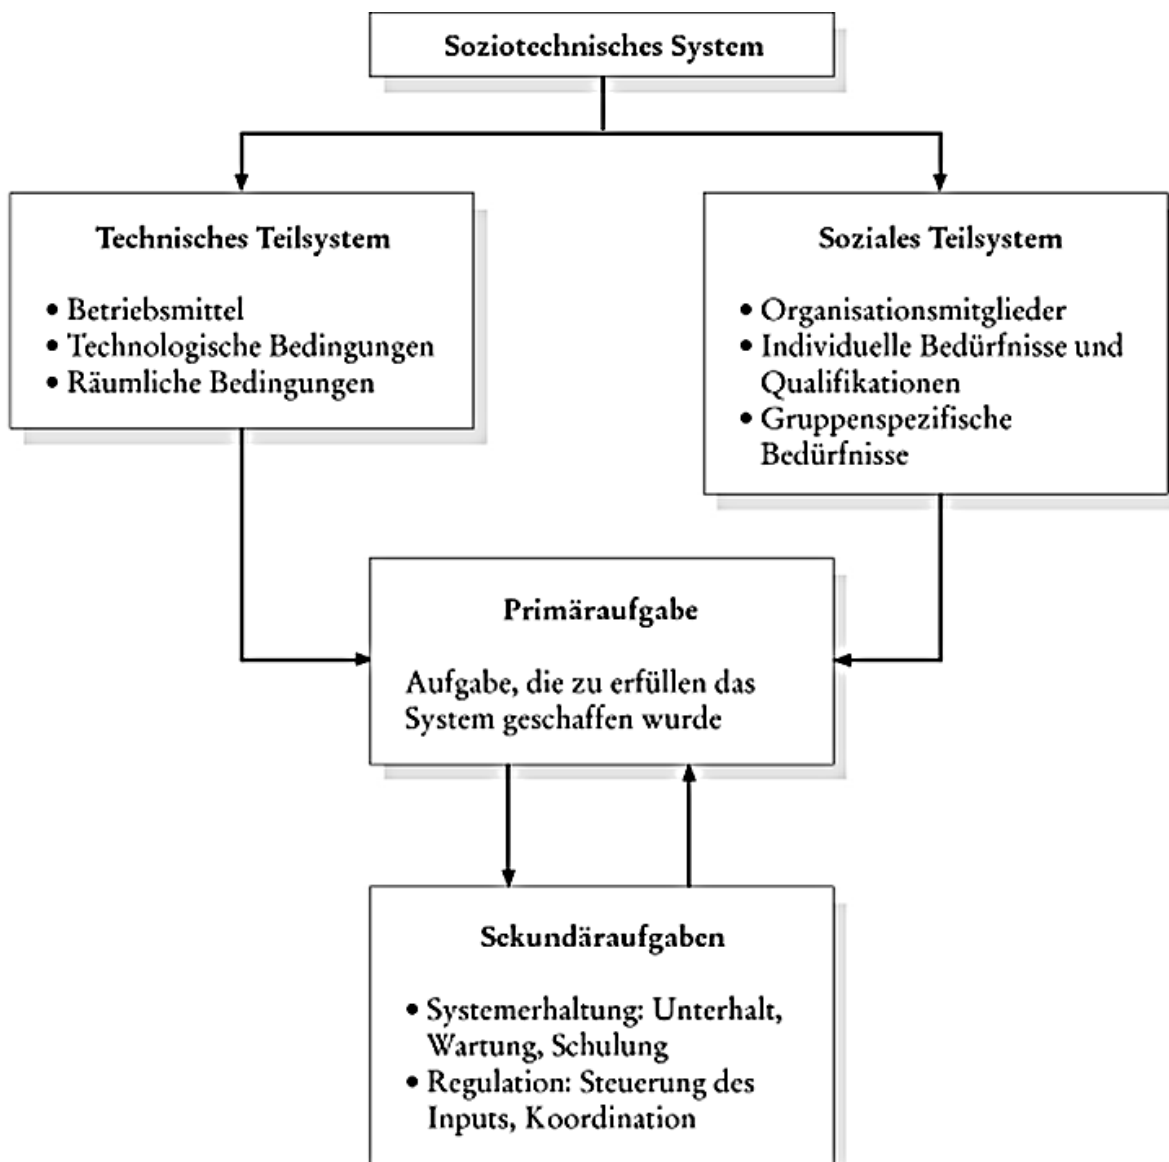 Soziotechnisches System
Technisches Teilsystem
• Betriebsmittel
• Technologische Bedingungen
• Räumliche Bedingungen
Soziales Teilsystem
• Organisationsmitglieder
• Individuelle Bedürfnisse und
Qualifikationen
• Gruppenspezifische
Bedürfnisse
Primäraufgabe
Aufgabe, die zu erfüllen das
System geschaffen wurde
Sekundäraufgaben
• Systemerhaltung: Unterhalt,
Wartung, Schulung
• Regulation: Steuerung des
Inputs, Koordination